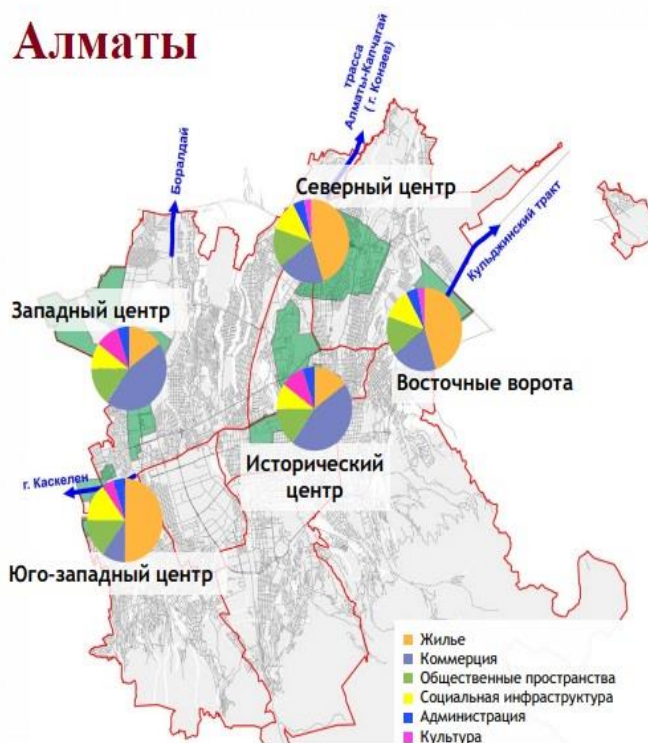 Алматы
трасса
Алматы-Капчагай
( г. Конаев)
Боралдай
Северный центр
Кульджинский тракт
Западный центр
Восточные ворота
Исторический
центр
г. Каскелен
Юго-западный центр
Жилье
Коммерция
Общественные пространства
Социальная инфраструктура
Администрация
Культура